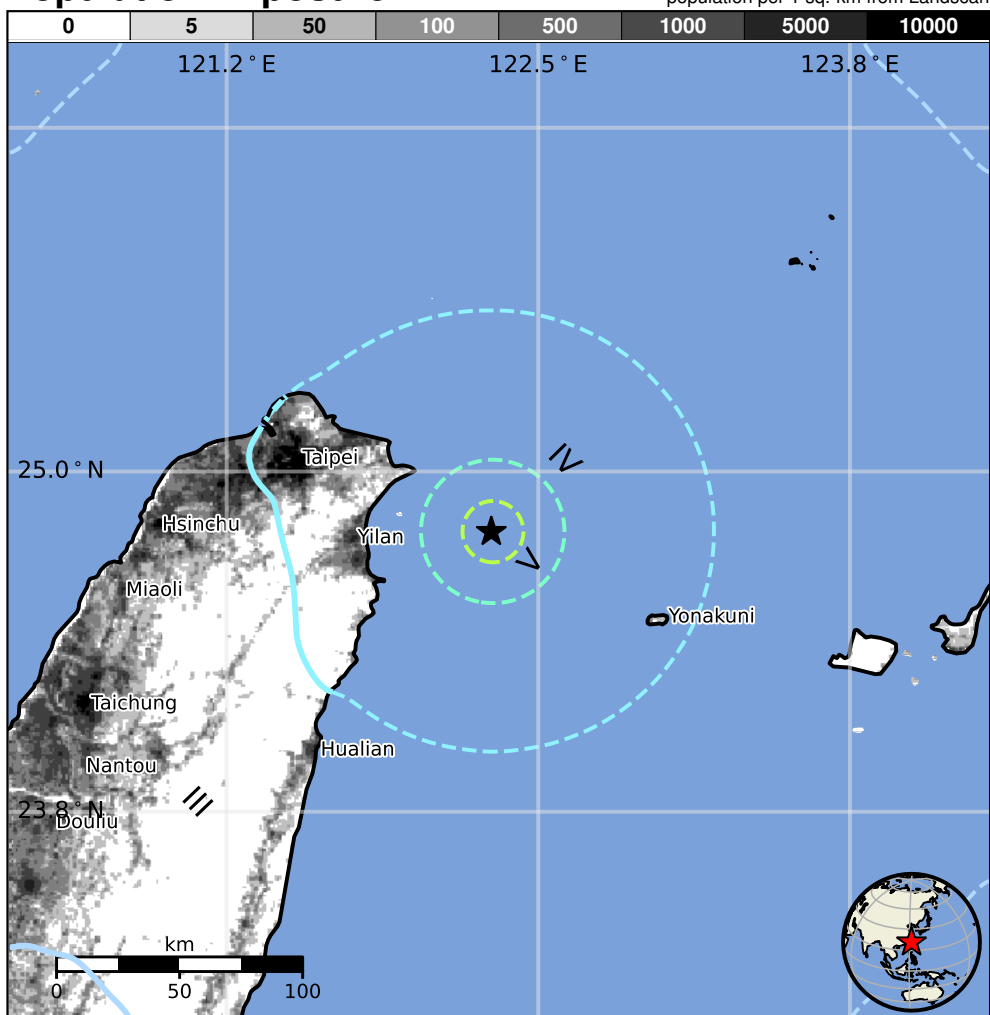 population per 1 sq. km from Landscan
0 5 50 100 500 1000 5000 10000
121.2°E 122.5°E 123.8°E
IV
Taipei
25.0°N
Hsinchu
Yilan
V
Miaoli
Yonakuni
Taichung
Hualian
Nantou
III
23.8°N
Douliu
km
0 50 100